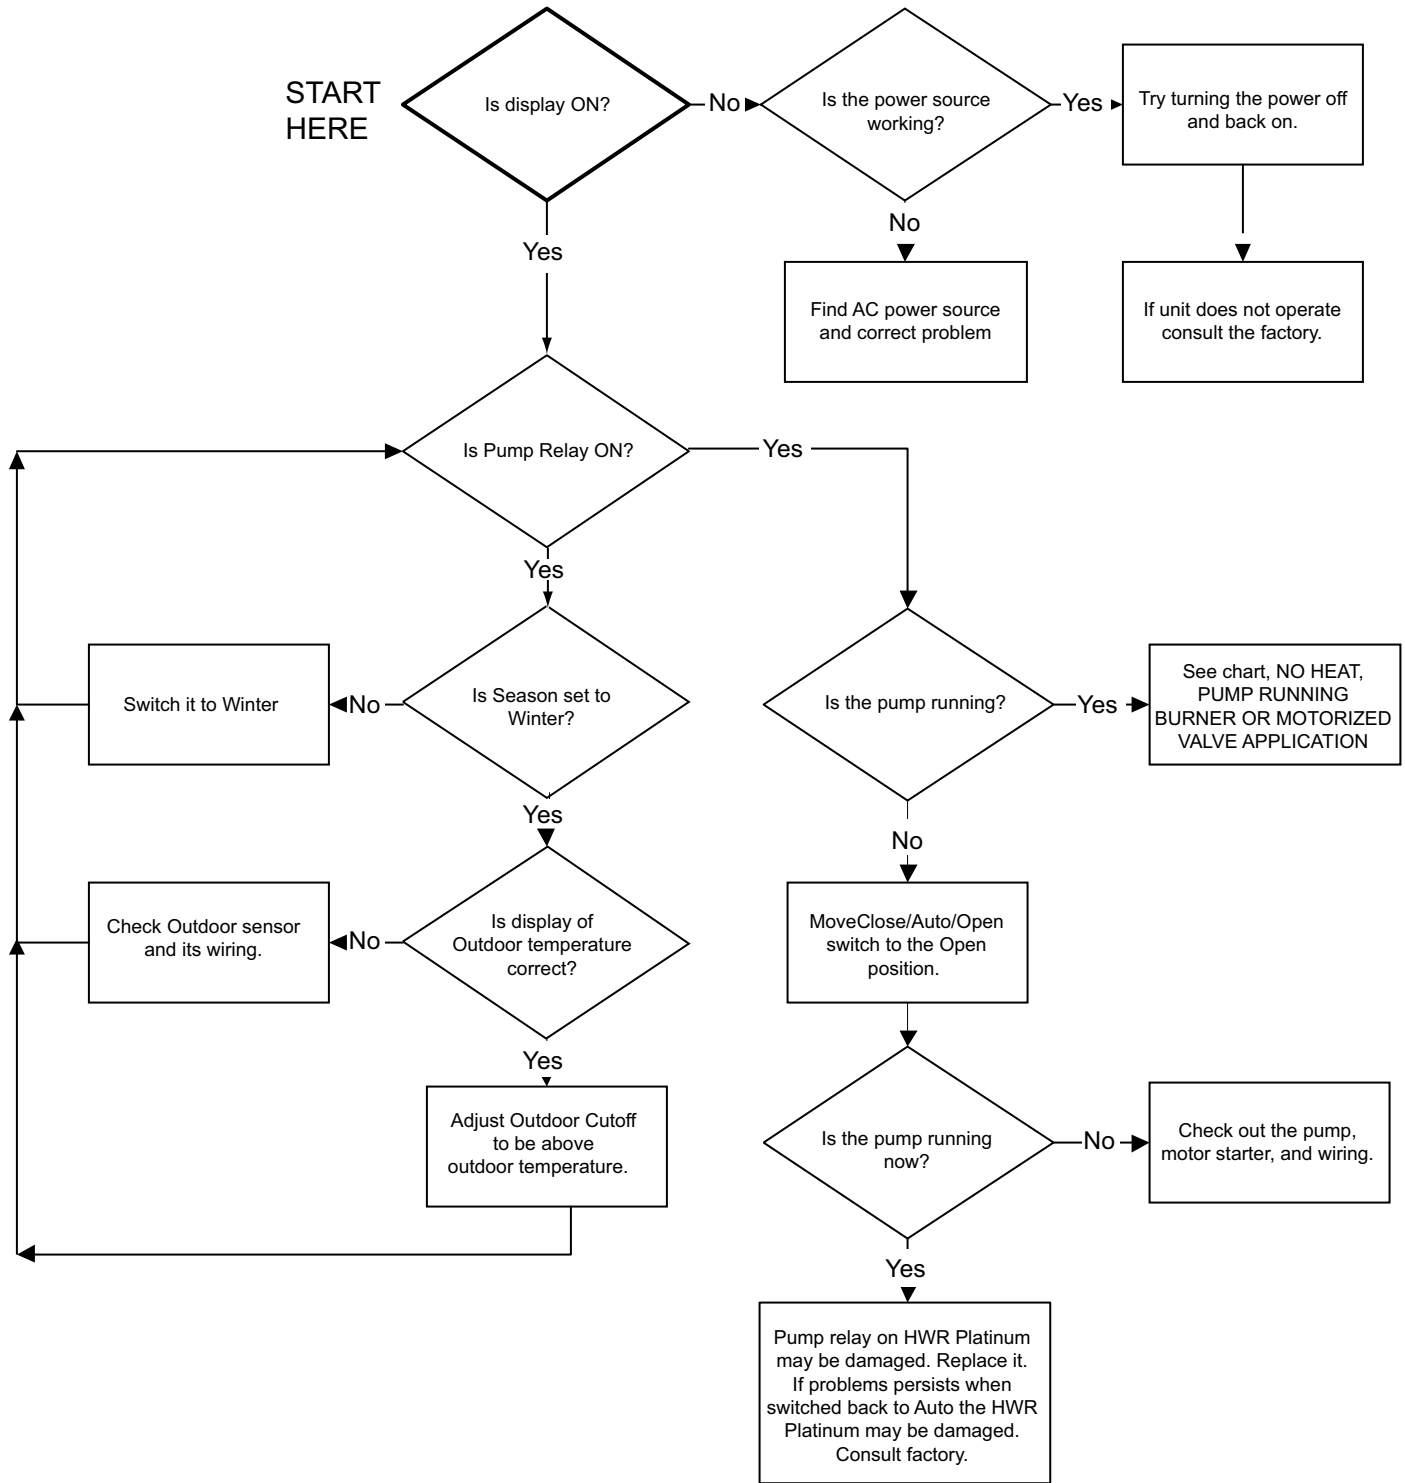 START
HERE
Is display ON?
No
Is the power source
working?
Yes
Try turning the power off
and back on.
Yes
No
Find AC power source
and correct problem
If unit does not operate
consult the factory.
Is Pump Relay ON?
Yes
Yes
Switch it to Winter
No
Is Season set to
Winter?
Is the pump running?
Yes
See chart, NO HEAT,
PUMP RUNNING
BURNER OR MOTORIZED
VALVE APPLICATION
Yes
No
Check Outdoor sensor
and its wiring.
No
Is display of
Outdoor temperature
correct?
MoveClose/Auto/Open
switch to the Open
position.
Yes
Adjust Outdoor Cutoff
to be above
outdoor temperature.
Is the pump running
now?
No
Check out the pump,
motor starter, and wiring.
Yes
Pump relay on HWR Platinum
may be damaged. Replace it.
If problems persists when
switched back to Auto the HWR
Platinum may be damaged.
Consult factory.